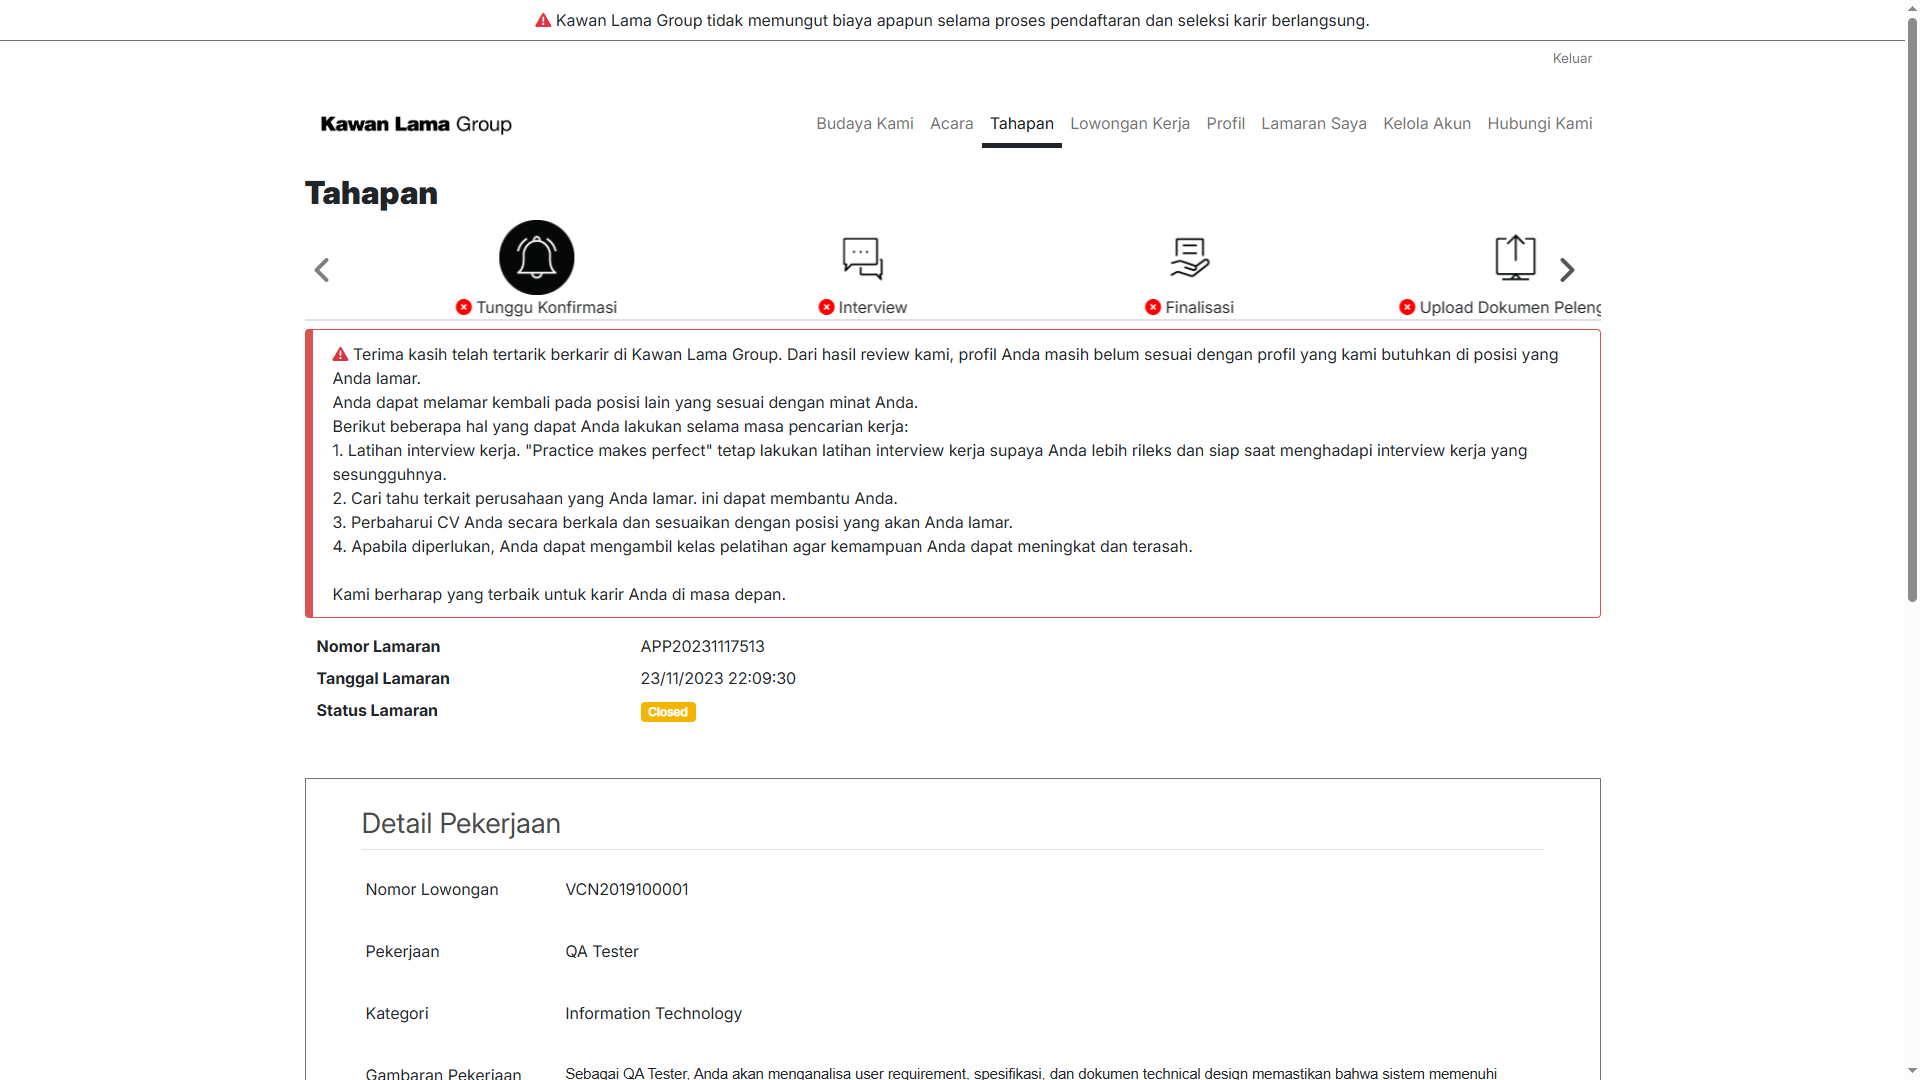 Kawan Lama Group tidak memungut biaya apapun selama proses pendaftaran dan seleksi karir berlangsung.
Keluar
Kawan Lama Group
Budaya Kami Acara Tahapan Lowongan Kerja Profil Lamaran Saya Kelola Akun Hubungi Kami
Tahapan
Tunggu Konfirmasi Interview Finalisasi Upload Dokumen Peleng
Terima kasih telah tertarik berkarir di Kawan Lama Group. Dari hasil review kami, profil Anda masih belum sesuai dengan profil yang kami butuhkan di posisi yang
Anda lamar.
Anda dapat melamar kembali pada posisi lain yang sesuai dengan minat Anda.
Berikut beberapa hal yang dapat Anda lakukan selama masa pencarian kerja:
1. Latihan interview kerja. "Practice makes perfect" tetap lakukan latihan interview kerja supaya Anda lebih rileks dan siap saat menghadapi interview kerja yang
sesungguhnya.
2. Cari tahu terkait perusahaan yang Anda lamar. ini dapat membantu Anda.
3. Perbaharui CV Anda secara berkala dan sesuaikan dengan posisi yang akan Anda lamar.
4. Apabila diperlukan, Anda dapat mengambil kelas pelatihan agar kemampuan Anda dapat meningkat dan terasah.
Kami berharap yang terbaik untuk karir Anda di masa depan.
Nomor Lamaran APP20231117513
Tanggal Lamaran 23/11/2023 22:09:30
Status Lamaran Closed
Detail Pekerjaan
Nomor Lowongan VCN2019100001
Pekerjaan QA Tester
Kategori Information Technology
Gambaran Pekerjaan Sebagai QA Tester, Anda akan menganalisa user requirement, spesifikasi, dan dokumen technical design memastikan bahwa sistem memenuhi